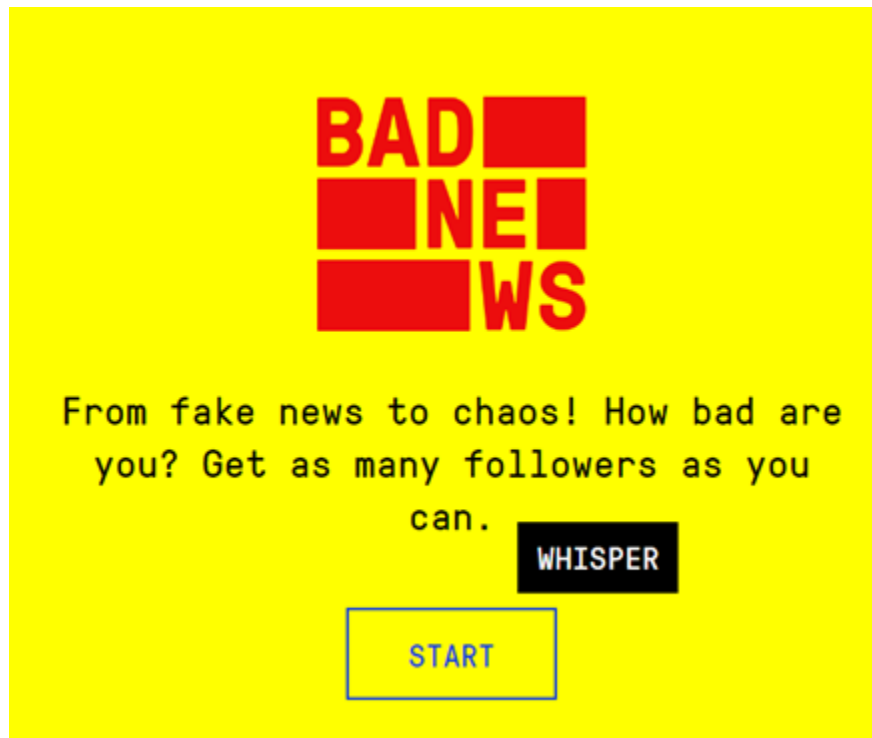 BAD
NE
WS
From fake news to chaos! How bad are
you? Get as many followers as you
can.
WHISPER
START